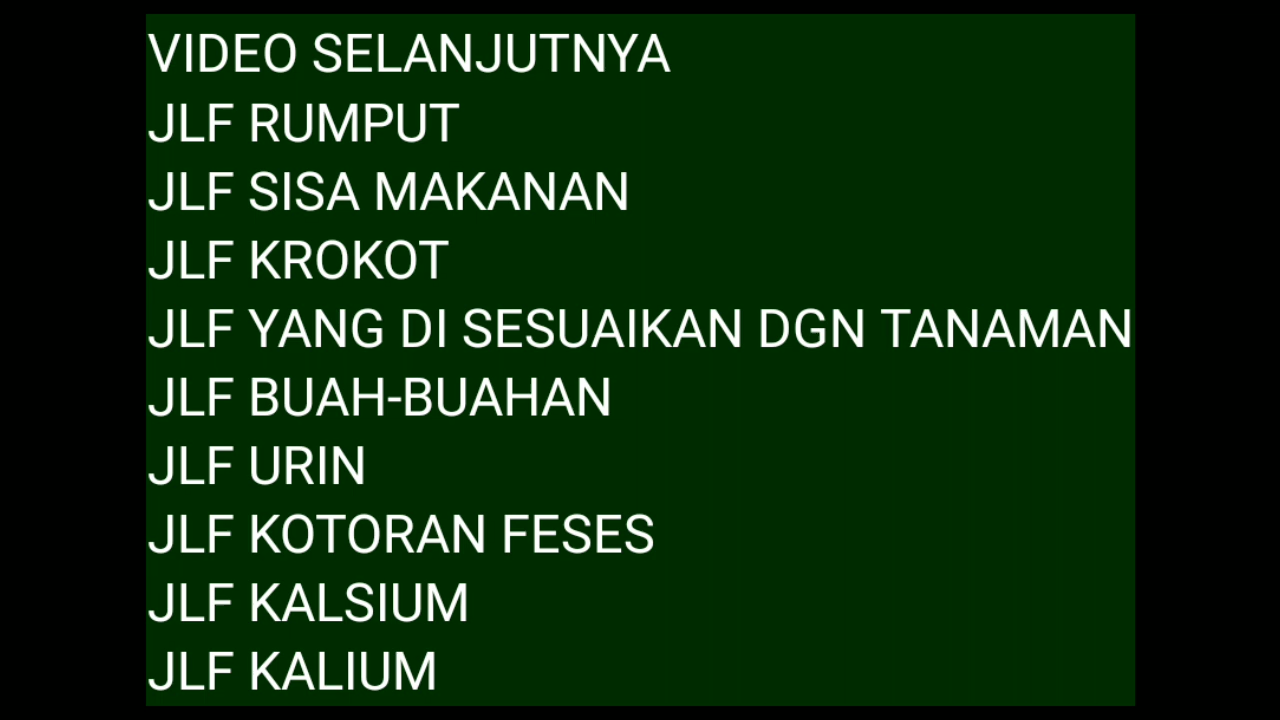 VIDEO SELANJUTNYA
JLF RUMPUT
JLF SISA MAKANAN
JLF KROKOT
JLF YANG DI SESUAIKAN DGN TANAMAN
JLF BUAH-BUAHAN
JLF URIN
JLF KOTORAN FESES
JLF KALSIUM
JLF KALIUM